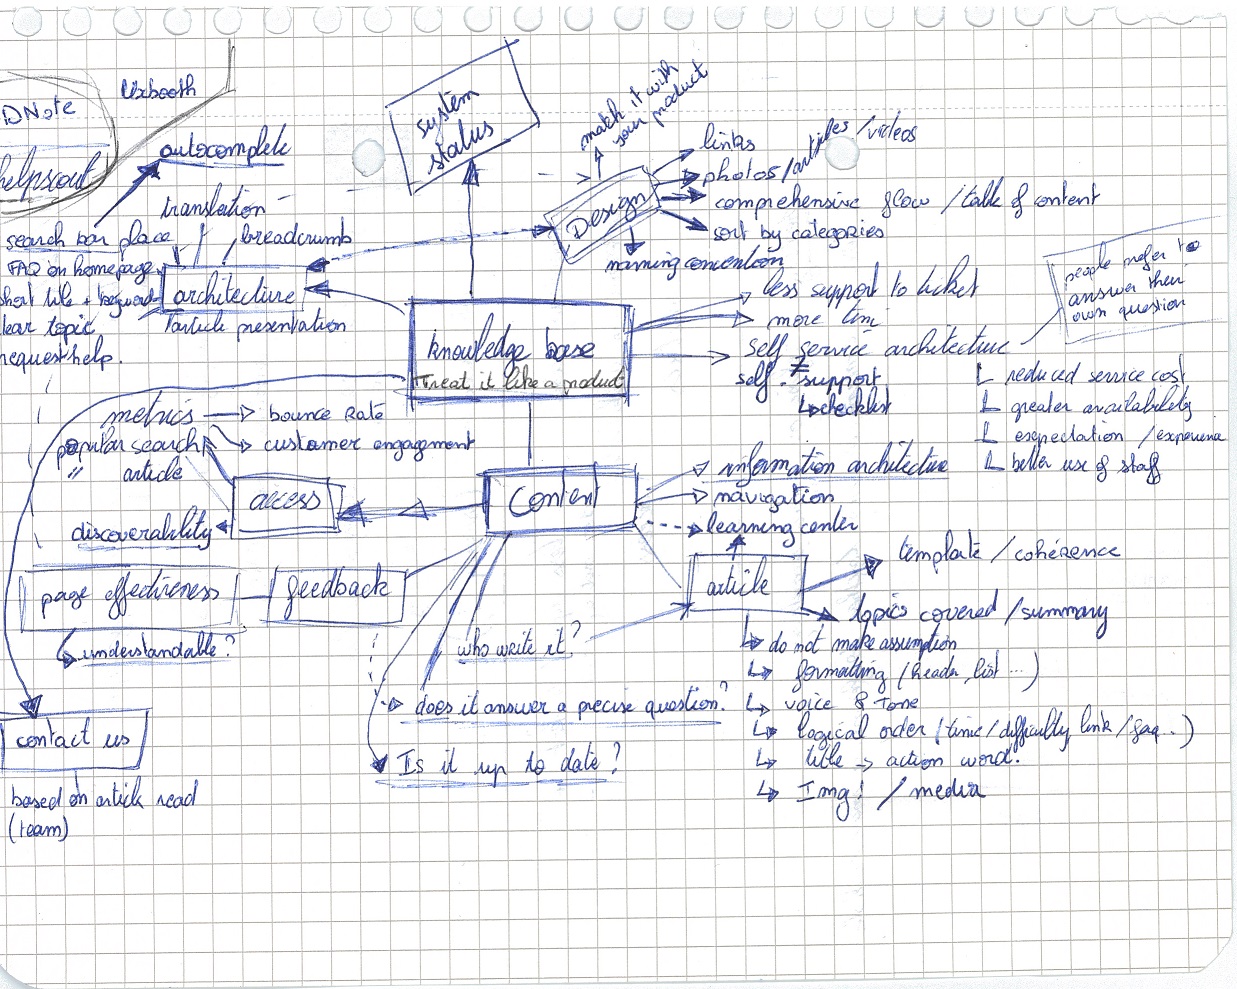 Uxbooth
DNote
helpscout
autocomplete
translation
breadcrumb
search bar place
FAQ on homepage
short title +
lear topic
request help.
architecture
article presentation
system
status
match it with
your product
Design
links
photos / articles / videos
comprehensive flow / table of content
sort by categories
naming convention
knowledge base
Treat it like a product
less support to ticket
more time
self service architecture
≠
self - support
checklist
people prefer to
answer their
own question
reduced service cost
greater availability
expectation / experience
better use of staff
metrics
bounce rate
customer engagment
popular search
" article
access
discoverability
Content
information architecture
navigation
learning center
page effectiveness
feedback
understandable?
who write it?
article
template / cohérence
topics covered / summary
do not make assumption
formatting (header, list ...)
voice & tone
logical order (time / difficulty link / faq..)
title → action word.
Img! / media
does it answer a precise question?
Is it up to date?
contact us
based on article read
(team)